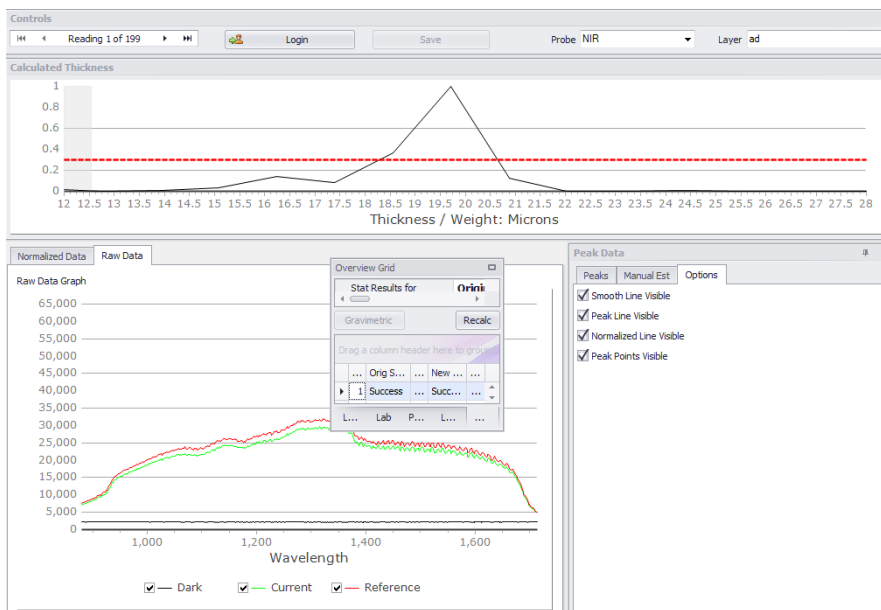 Controls
Reading 1 of 199 Login Save Probe NIR Layer ad
Calculated Thickness
1
0.8
0.6
0.4
0.2
0
12 12.5 13 13.5 14 14.5 15 15.5 16 16.5 17 17.5 18 18.5 19 19.5 20 20.5 21 21.5 22 22.5 23 23.5 24 24.5 25 25.5 26 26.5 27 27.5 28
Thickness / Weight: Microns
Normalized Data Raw Data
Raw Data Graph
65,000
60,000
55,000
50,000
45,000
40,000
35,000
30,000
25,000
20,000
15,000
10,000
5,000
0
1,000 1,200 1,400 1,600
Wavelength
Dark Current Reference
Overview Grid
Stat Results for Origin
Gravimetric Recalc
Drag a column header here to group
... Orig S... ... New ... ...
1 Success ... Succ... ...
L... Lab P... L... ...
Peak Data
Peaks Manual Est Options
Smooth Line Visible
Peak Line Visible
Normalized Line Visible
Peak Points Visible